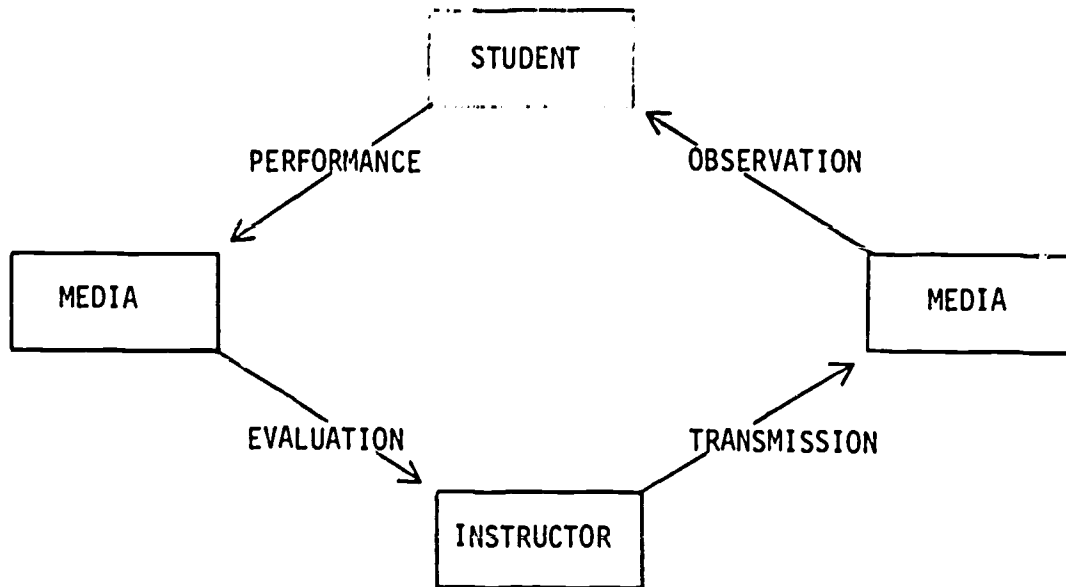 STUDENT
PERFORMANCE
OBSERVATION
MEDIA
MEDIA
EVALUATION
TRANSMISSION
INSTRUCTOR